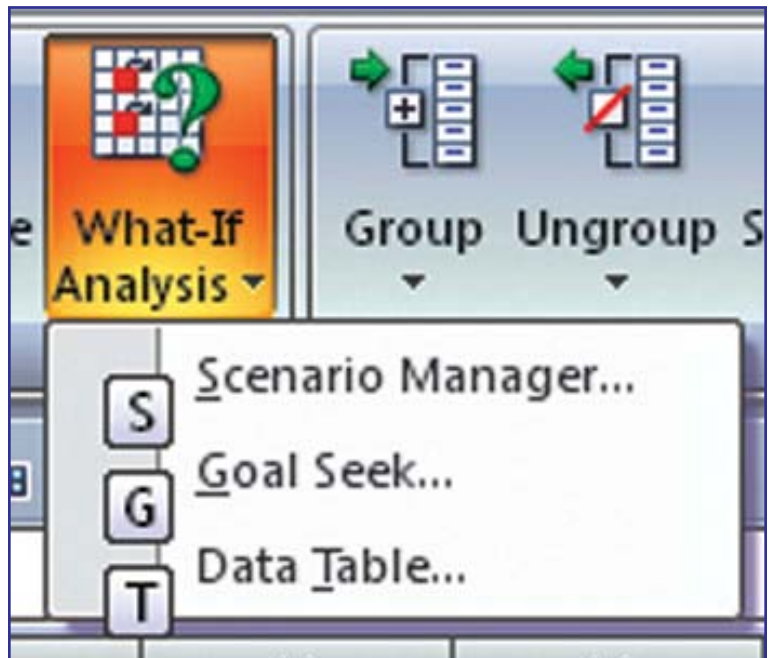 e What-If Analysis
Group
Ungroup
S
S Scenario Manager...
G Goal Seek...
T Data Table...